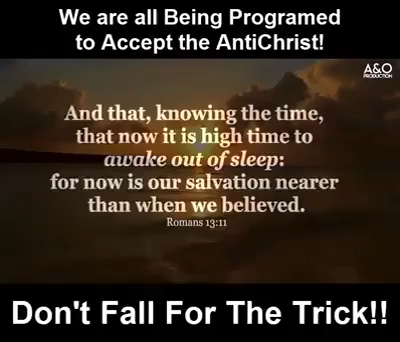 We are all Being Programed
to Accept the AntiChrist!
A&O
PRODUCTION
And that, knowing the time,
that now it is high time to
awake out of sleep:
for now is our salvation nearer
than when we believed.
Romans 13:11
Don't Fall For The Trick!!